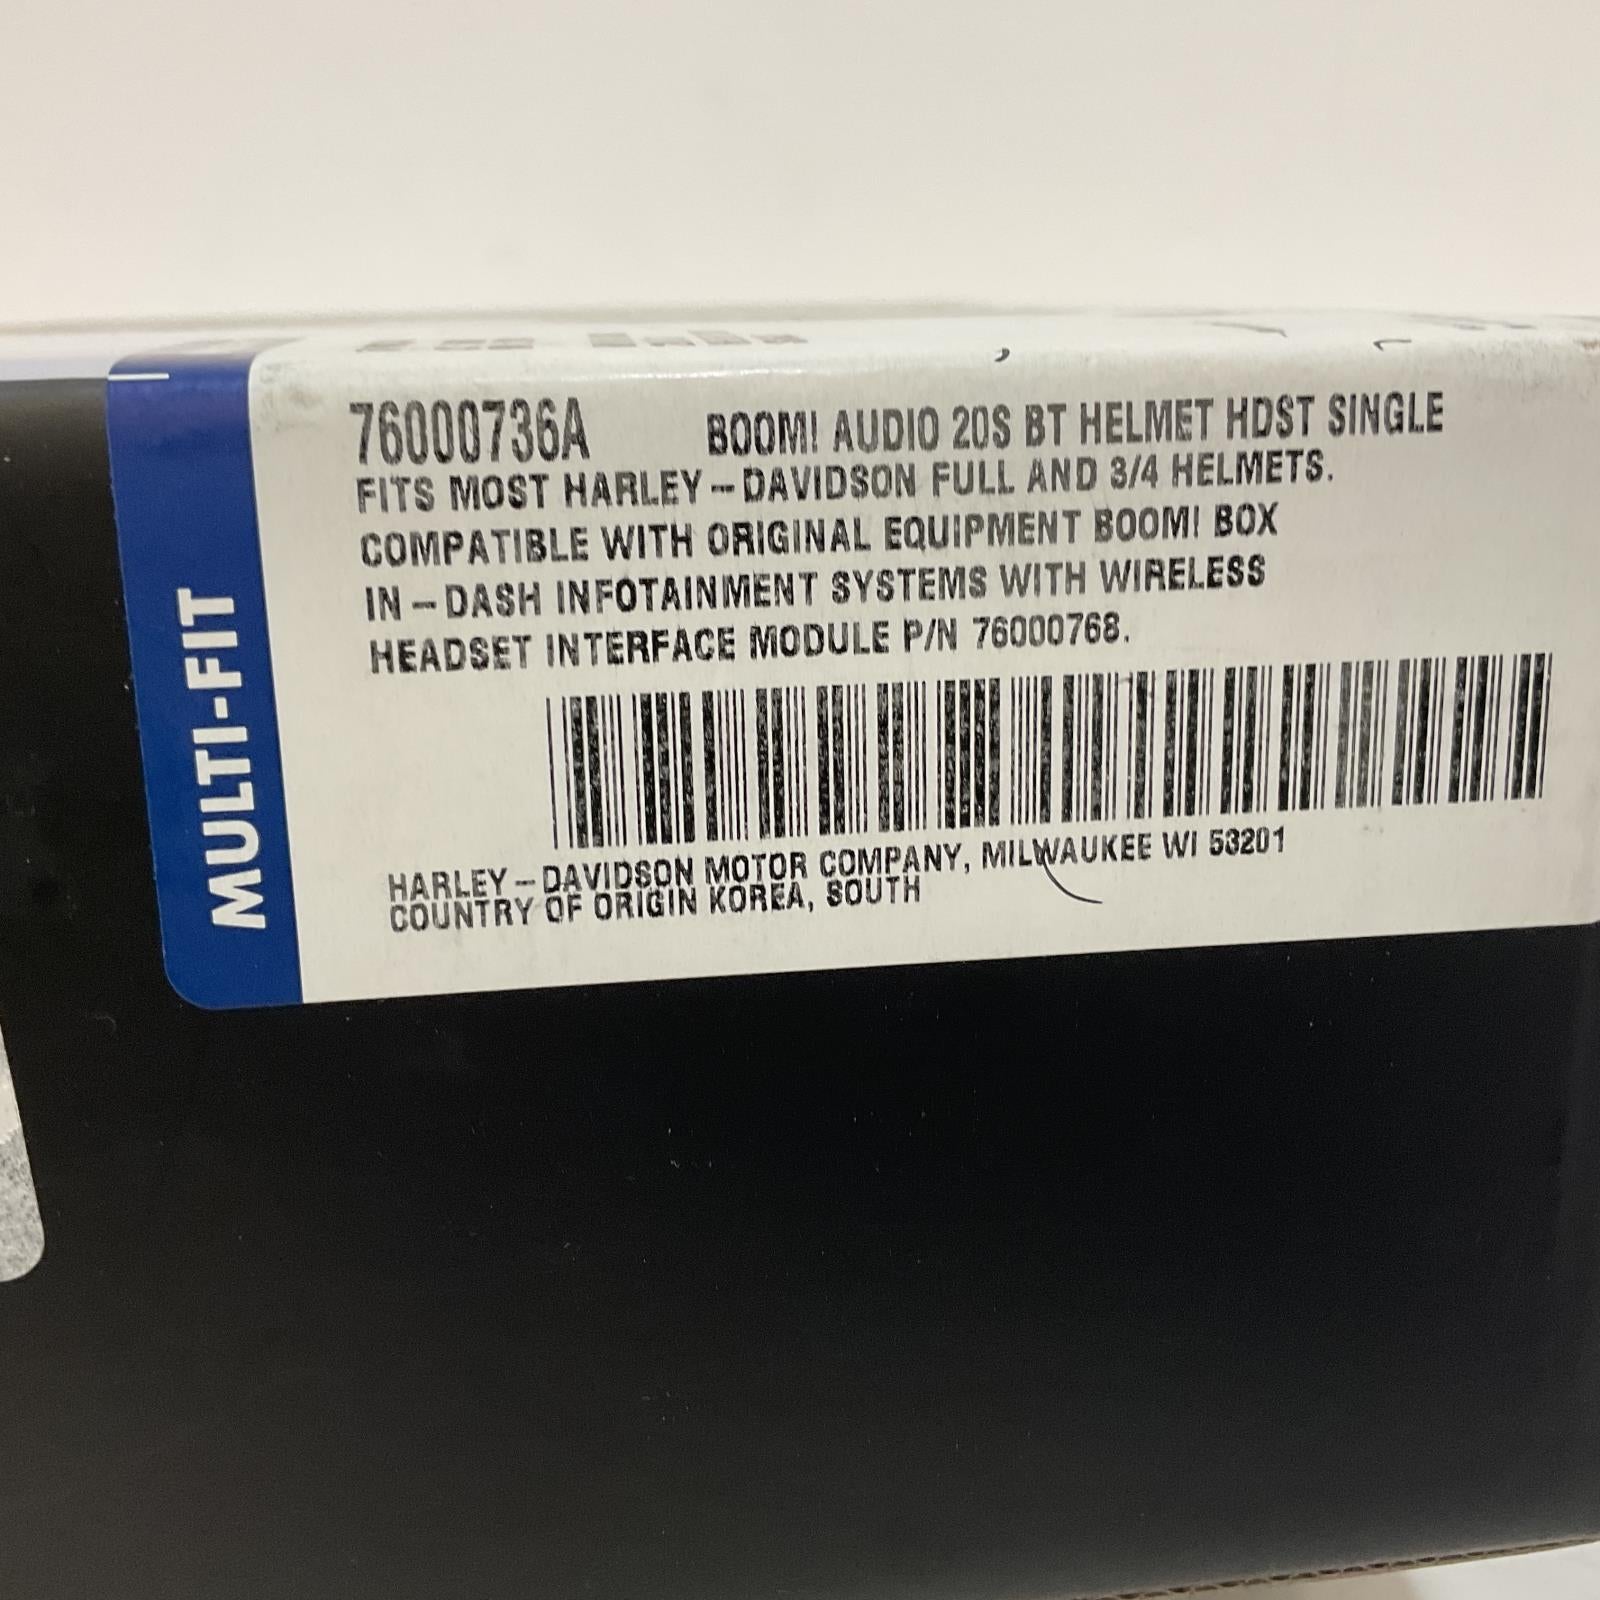 76000736A BOOM! AUDIO 20S BT HELMET HDST SINGLE
FITS MOST HARLEY-DAVIDSON FULL AND 3/4 HELMETS.
COMPATIBLE WITH ORIGINAL EQUIPMENT BOOM! BOX
IN-DASH INFOTAINMENT SYSTEMS WITH WIRELESS
HEADSET INTERFACE MODULE P/N 76000768.
HARLEY-DAVIDSON MOTOR COMPANY, MILWAUKEE WI 53201
COUNTRY OF ORIGIN KOREA, SOUTH
MULTI-FIT